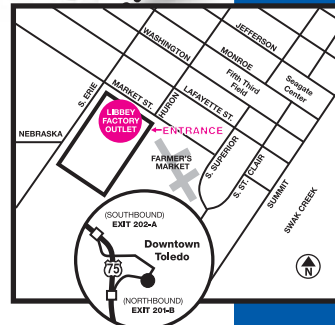 JEFFERSON
WASHINGTON
MONROE
Fifth Third
Field
Seagate
Center
S. ERIE
MARKET ST.
HURON
LAFAYETTE ST.
LIBBEY
FACTORY
OUTLET
ENTRANCE
NEBRASKA
FARMER'S
MARKET
S. SUPERIOR
S. ST. CLAIR
SUMMIT
SWAK CREEK
(SOUTHBOUND)
EXIT 202-A
Downtown
Toledo
75
(NORTHBOUND)
EXIT 201-B
N